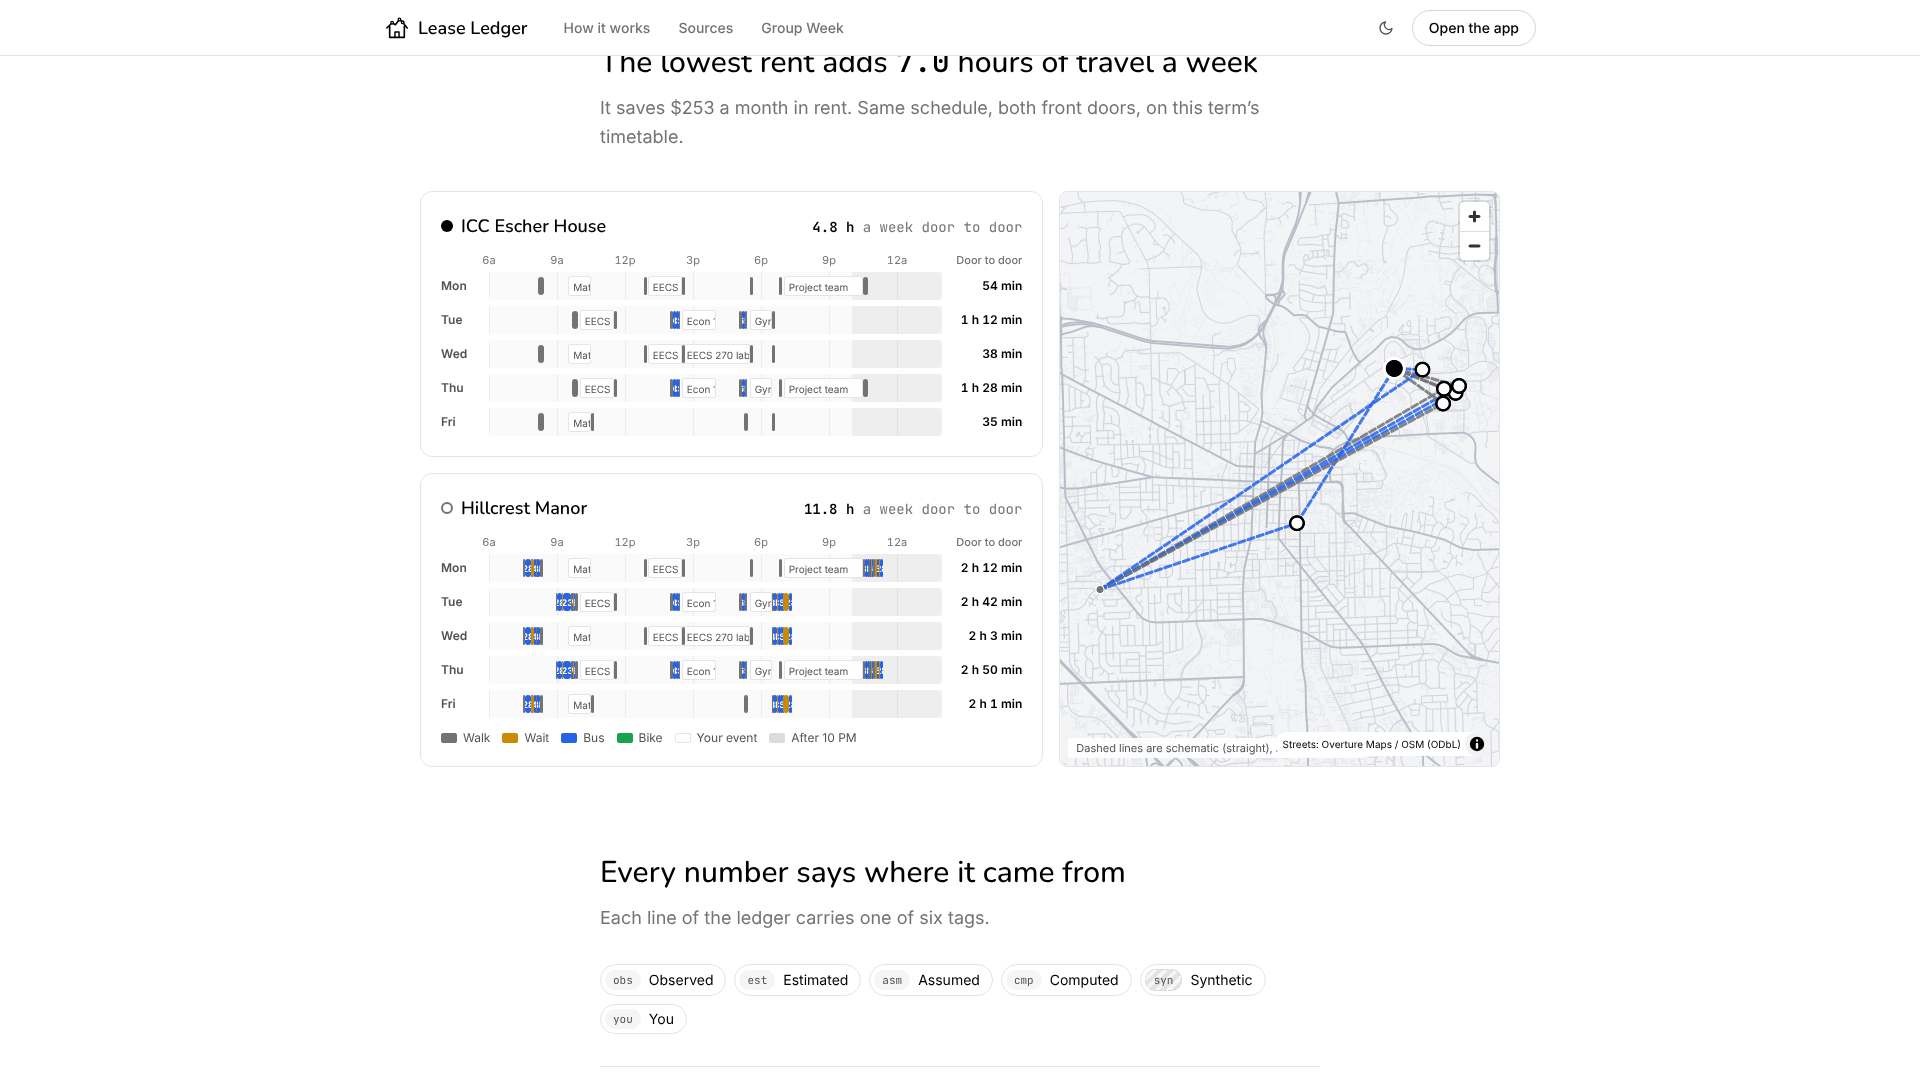 Lease Ledger
How it works
Sources
Group Week
Open the app
The lowest rent adds 7.0 hours of travel a week
It saves $253 a month in rent. Same schedule, both front doors, on this term’s
timetable.
ICC Escher House
4.8 h a week door to door
6a 9a 12p 3p 6p 9p 12a Door to door
Mon Mat EECS Project team 54 min
Tue EECS Econ Gyr 1 h 12 min
Wed Mat EECS EECS 270 lab 38 min
Thu EECS Econ Gyr Project team 1 h 28 min
Fri Mat 35 min
Hillcrest Manor
11.8 h a week door to door
6a 9a 12p 3p 6p 9p 12a Door to door
Mon Mat EECS Project team 2 h 12 min
Tue EECS Econ Gyr 2 h 42 min
Wed Mat EECS EECS 270 lab 2 h 3 min
Thu EECS Econ Gyr Project team 2 h 50 min
Fri Mat 2 h 1 min
Walk Wait Bus Bike Your event After 10 PM
+
−
Dashed lines are schematic (straight),
Streets: Overture Maps / OSM (ODbL)
Every number says where it came from
Each line of the ledger carries one of six tags.
obs Observed
est Estimated
asm Assumed
cmp Computed
syn Synthetic
you You